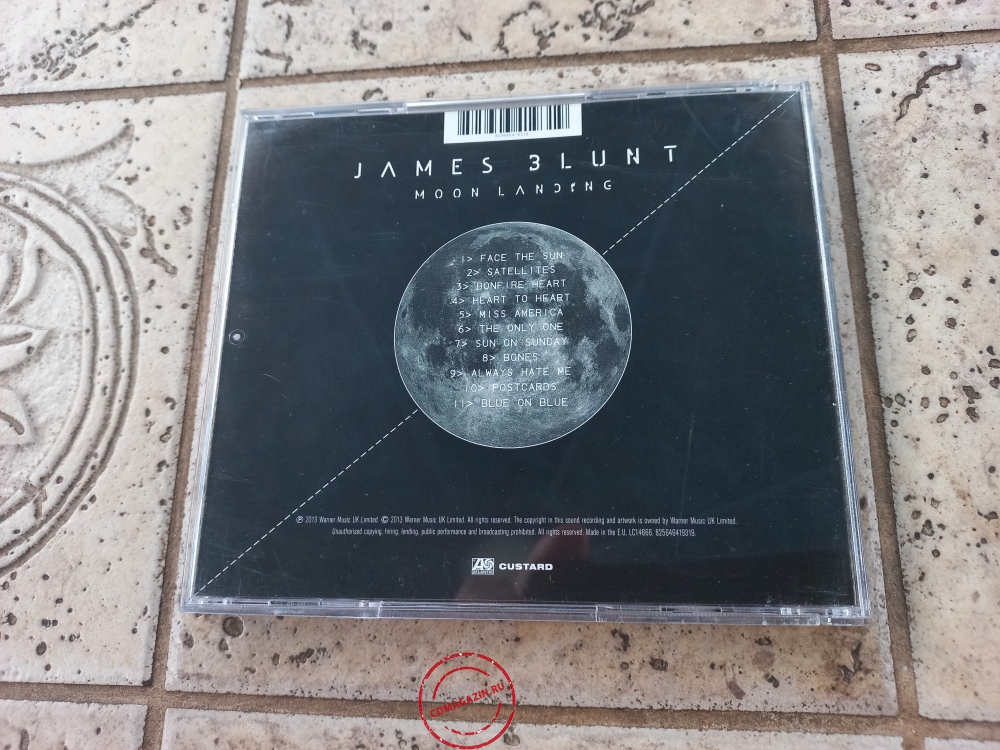 JAMES BLUNT
MOON LANDING
1> FACE THE SUN
2> SATELLITES
3> BONFIRE HEART
4> HEART TO HEART
5> MISS AMERICA
6> THE ONLY ONE
7> SUN ON SUNDAY
8> BONES
9> ALWAYS HATE ME
10> POSTCARDS
11> BLUE ON BLUE
℗ 2013 Warner Music UK Limited. © 2013 Warner Music UK Limited. All rights reserved. The copyright in this sound recording and artwork is owned by Warner Music UK Limited.
Unauthorised copying, hiring, lending, public performance and broadcasting prohibited. All rights reserved. Made in the E.U. LC14666. 825646419319.
ATLANTIC CUSTARD
CDMAGAZIN.RU